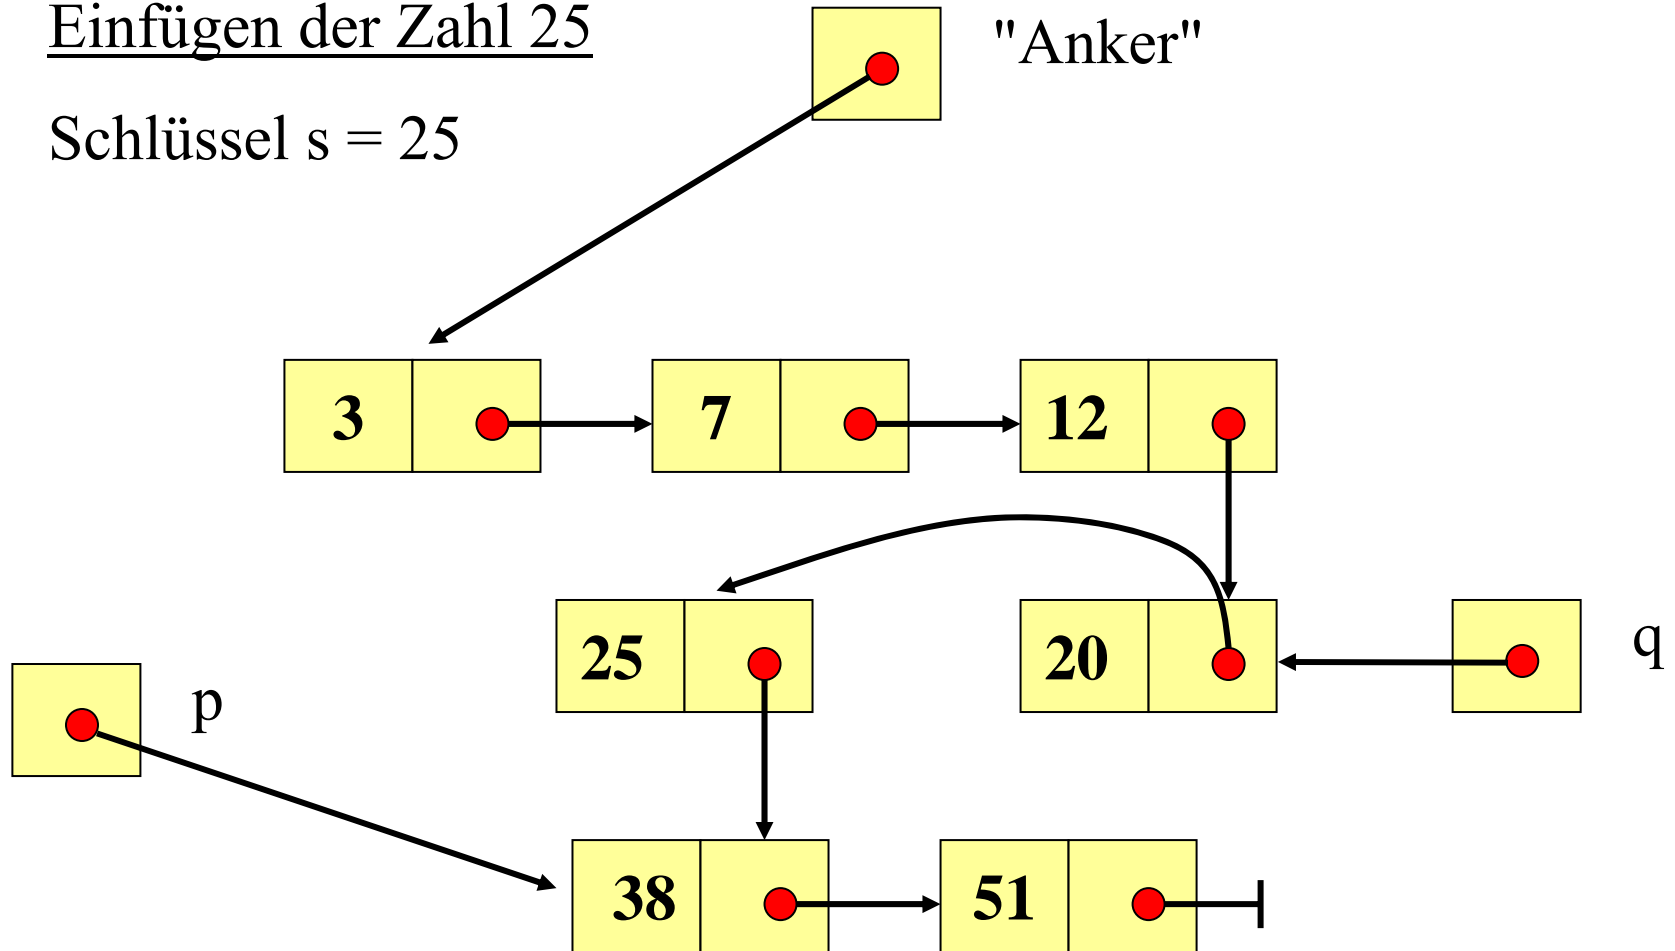 Einfügen der Zahl 25
"Anker"
Schlüssel s = 25
3 7 12
25 20 q
p
38 51